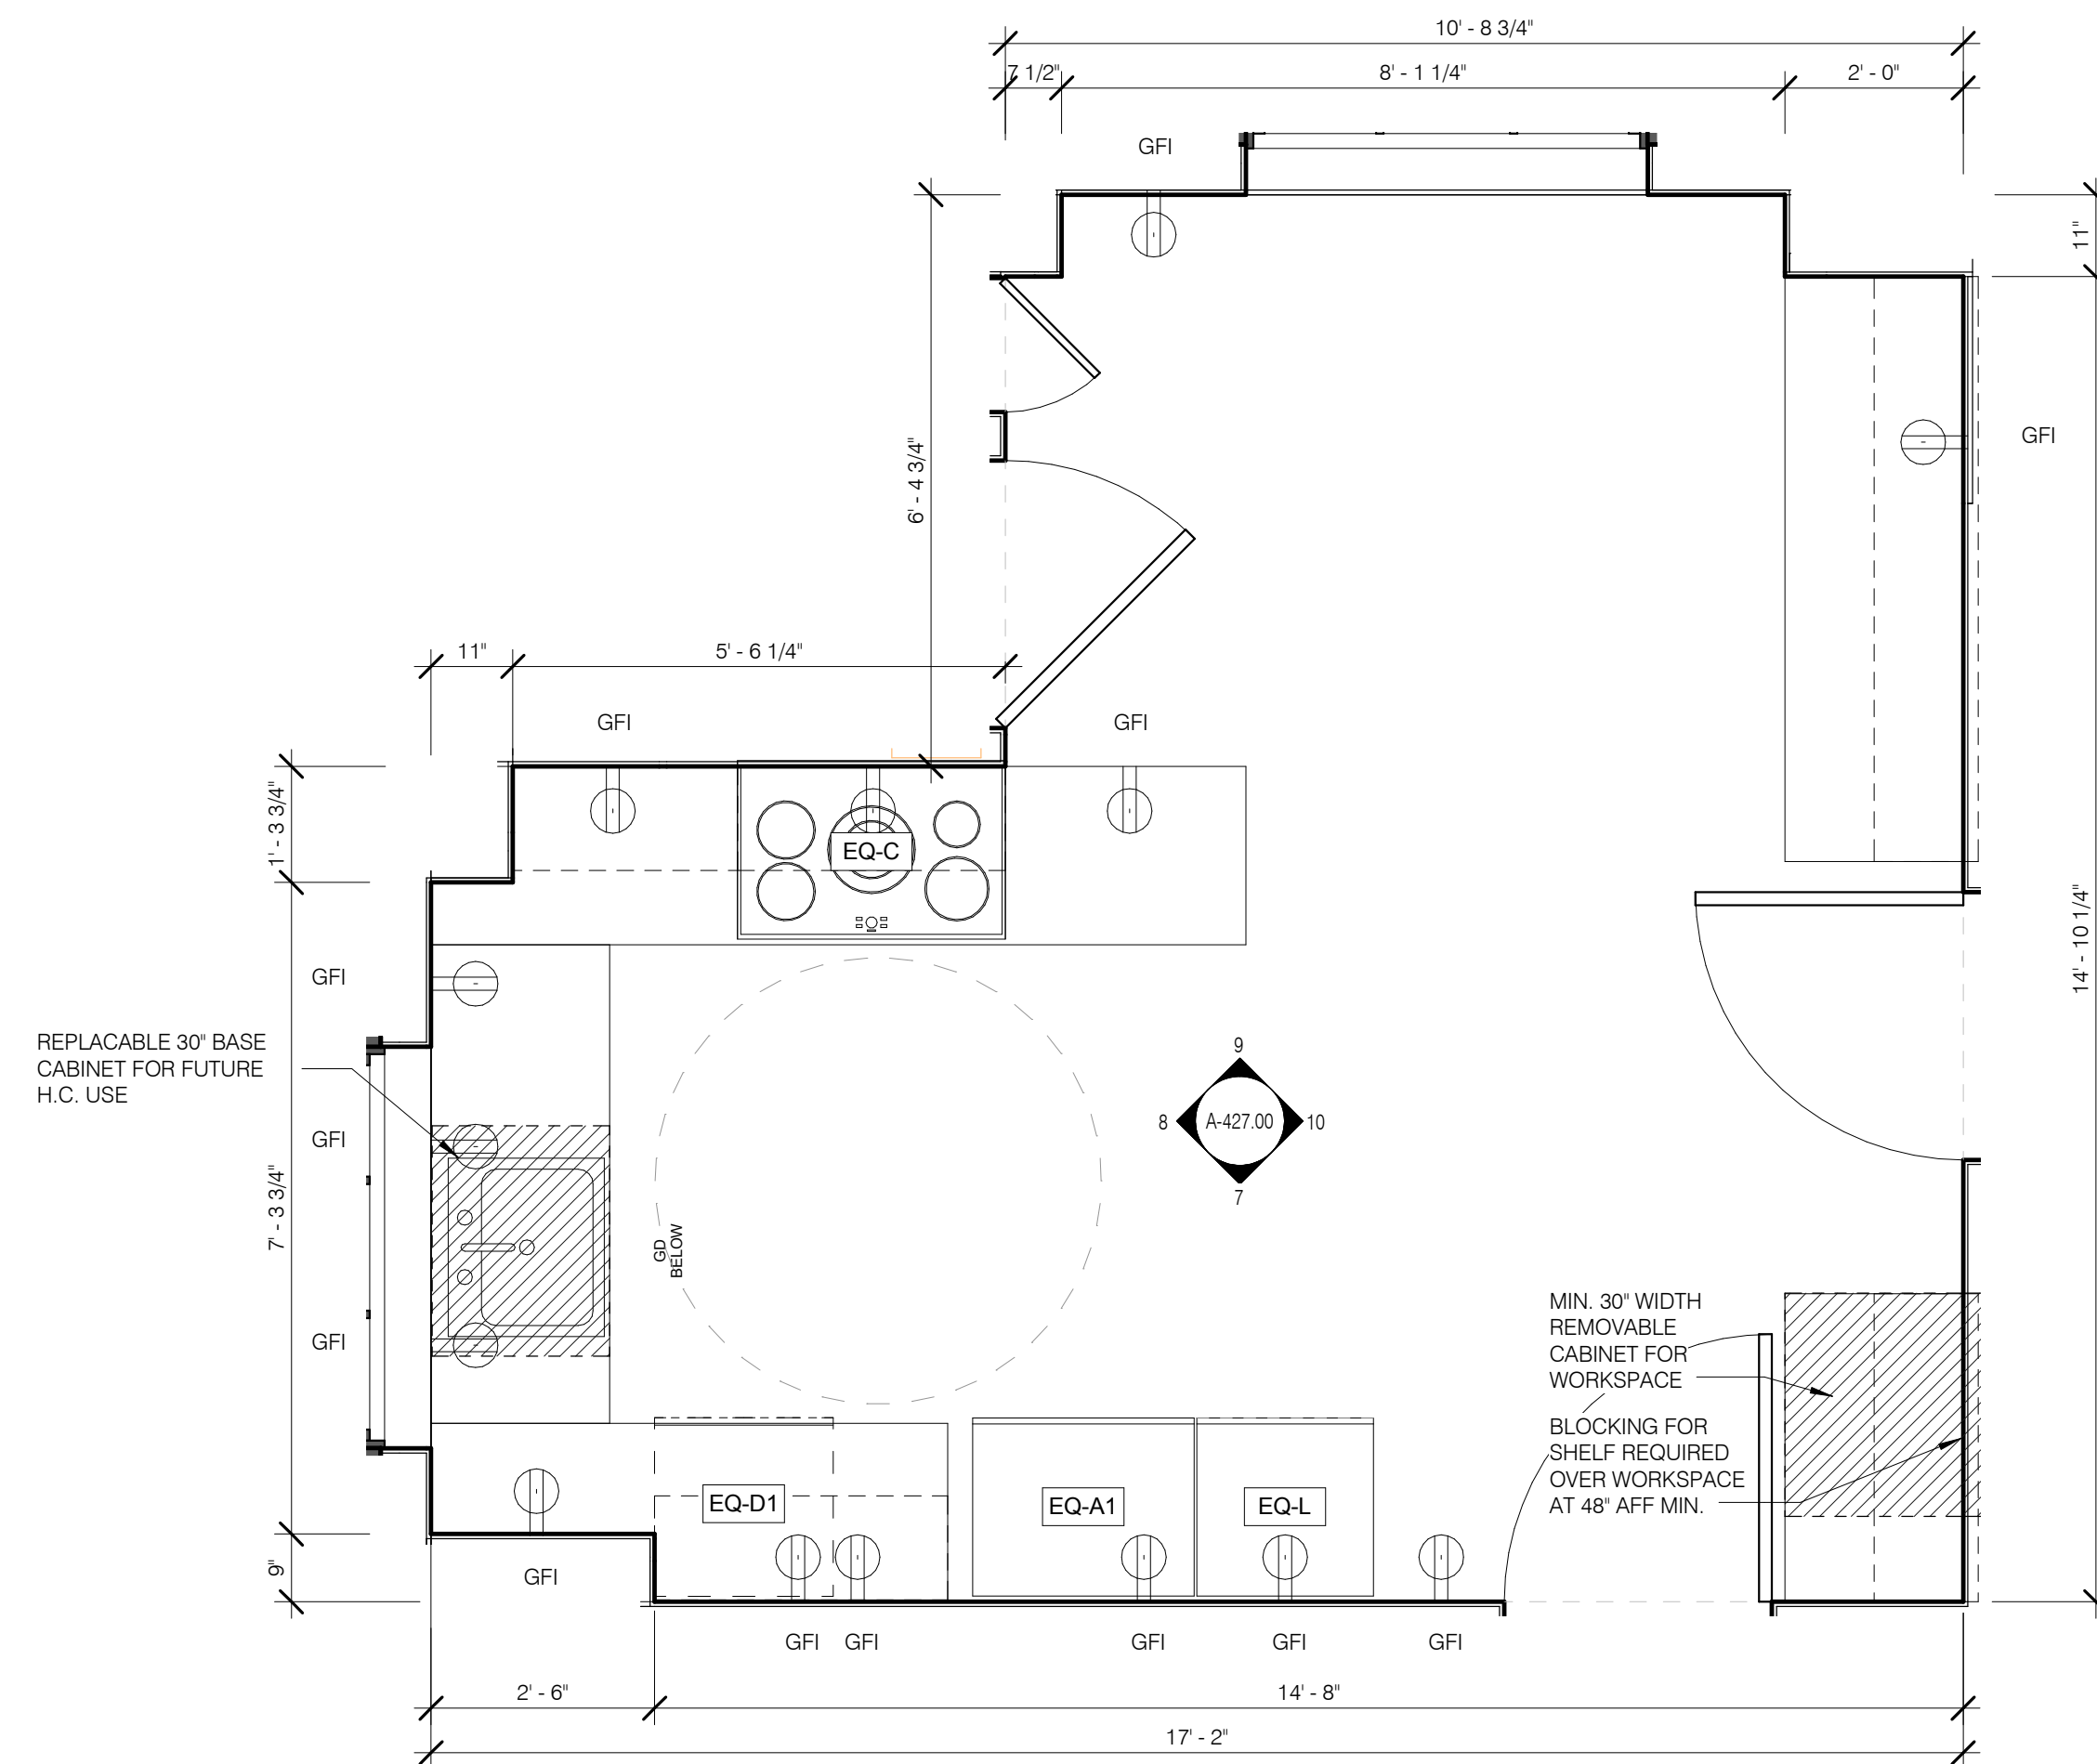 10' - 8 3/4"
7 1/2"
8' - 1 1/4"
2' - 0"
GFI
11"
6' - 4 3/4"
GFI
11"
5' - 6 1/4"
GFI
GFI
1' - 3 3/4"
EQ-C
14' - 10 1/4"
GFI
REPLACABLE 30" BASE
CABINET FOR FUTURE
H.C. USE
9
8
A-427.00
10
7
GFI
7' - 3 3/4"
GD
BELOW
GFI
MIN. 30" WIDTH
REMOVABLE
CABINET FOR
WORKSPACE
BLOCKING FOR
SHELF REQUIRED
OVER WORKSPACE
AT 48" AFF MIN.
EQ-D1
EQ-A1
EQ-L
9"
GFI
GFI
GFI
GFI
GFI
GFI
2' - 6"
14' - 8"
17' - 2"